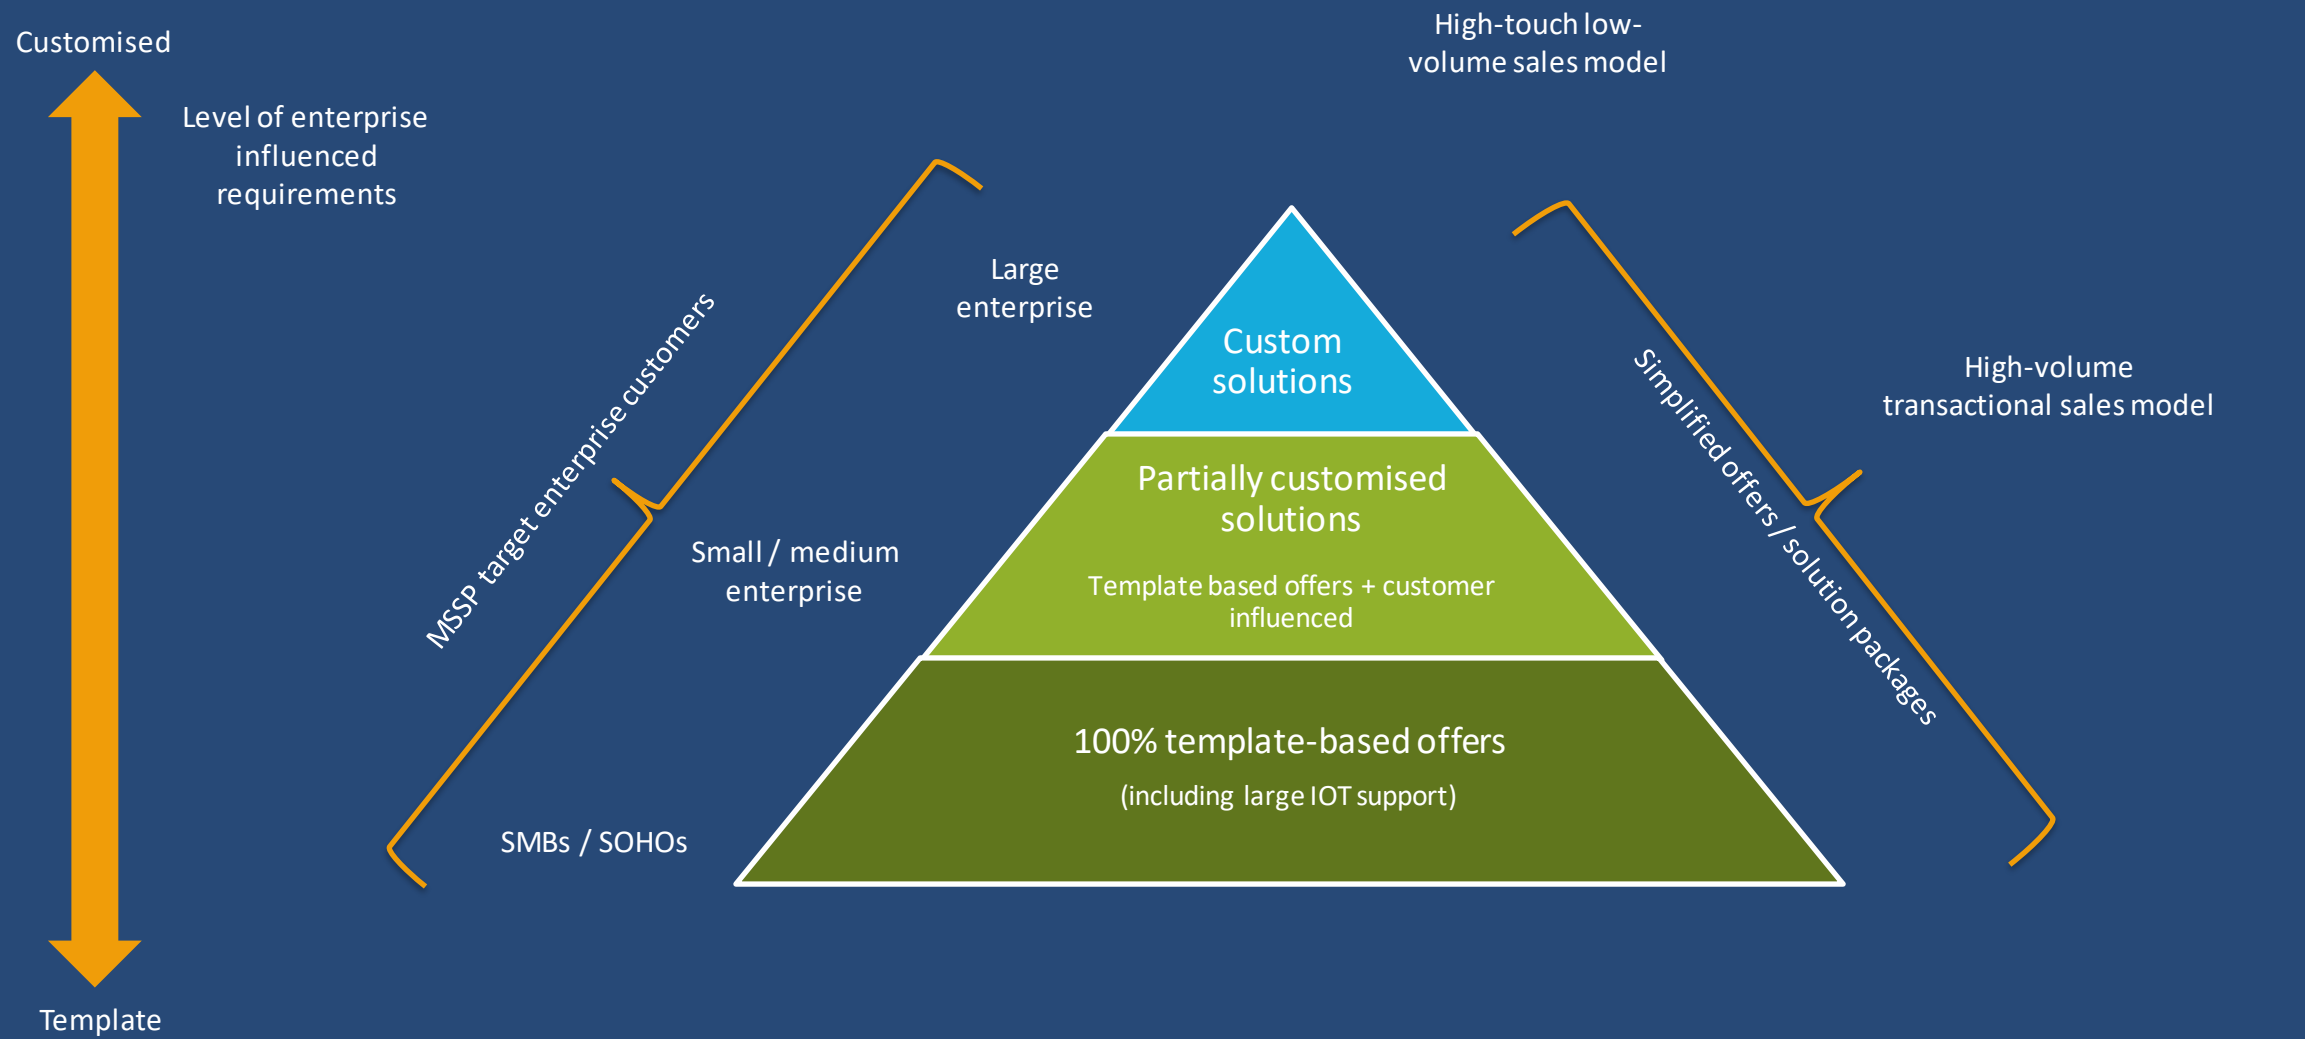 Customised
Level of enterprise
influenced
requirements
Template
MSSP target enterprise customers
Large
enterprise
Small / medium
enterprise
SMBs / SOHOs
Custom
solutions
Partially customised
solutions
Template based offers + customer
influenced
100% template-based offers
(including large IOT support)
High-touch low-
volume sales model
Simplified offers / solution packages
High-volume
transactional sales model